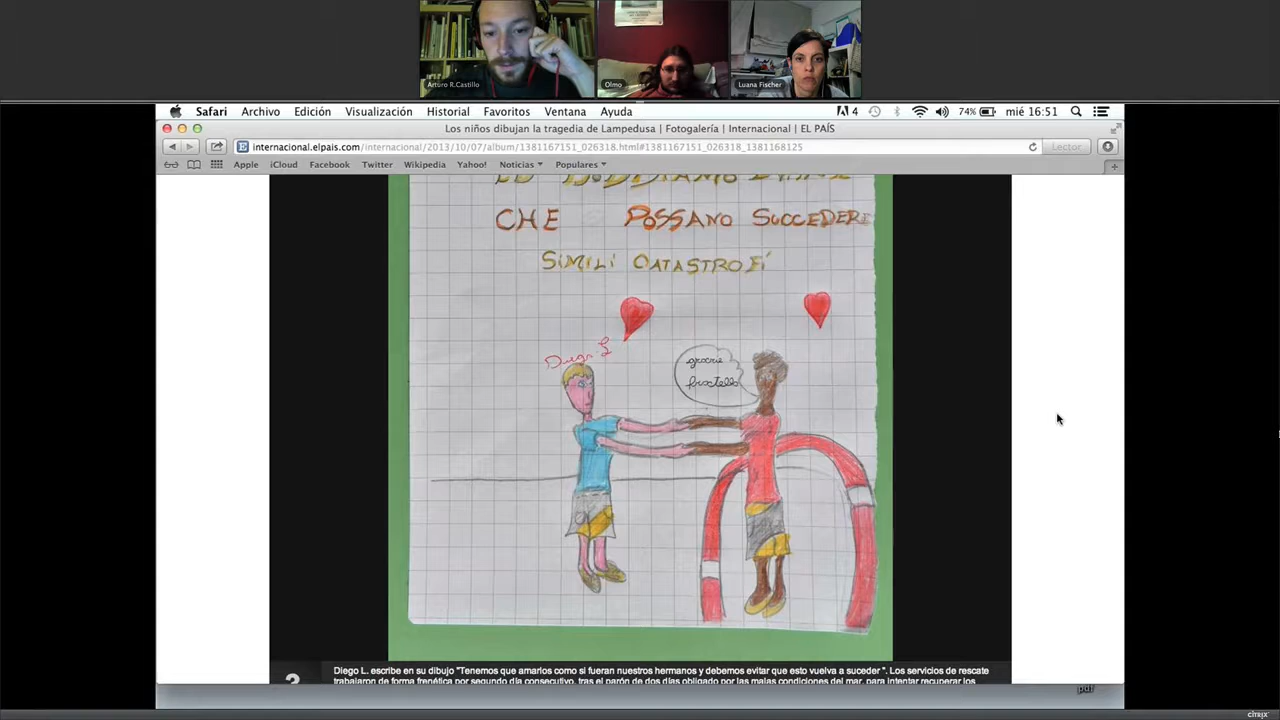 Arturo R.Castillo
Olmo
Luana Fischer
Safari Archivo Edición Visualización Historial Favoritos Ventana Ayuda
4 74% mié 16:51
Los niños dibujan la tragedia de Lampedusa | Fotogalería | Internacional | EL PAÍS
internacional.elpais.com/internacional/2013/10/07/album/1381167151_026318.html#1381167151_026318_1381168125
Lector
Apple iCloud Facebook Twitter Wikipedia Yahoo! Noticias Populares
CHE POSSANO SUCCEDERE
SIMILI CATASTROFI
Diego L
grazie
fratello
Diego L. escribe en su dibujo "Tenemos que amarlos como si fueran nuestros hermanos y debemos evitar que esto vuelva a suceder ". Los servicios de rescate
trabajaron de forma frenética por segundo día consecutivo, tras el parón de dos días obligado por las malas condiciones del mar, para intentar recuperar los
pdf
CITRIX